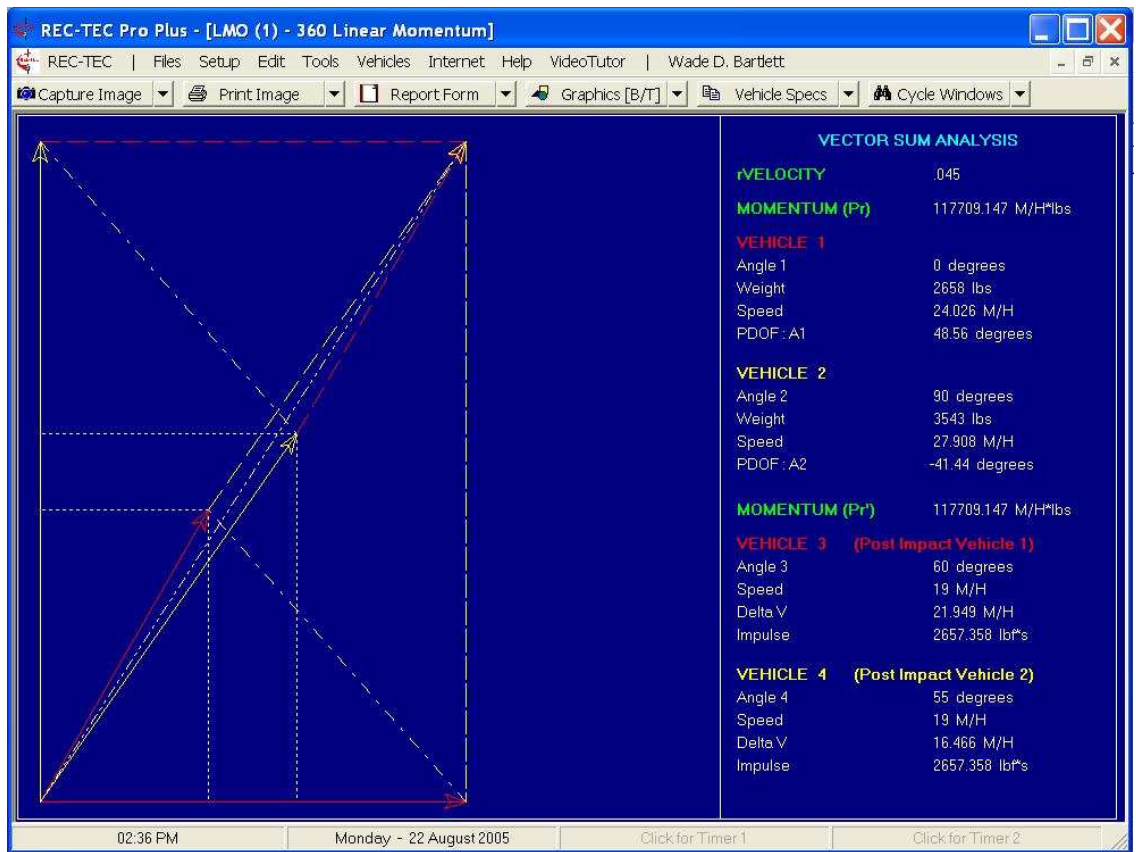 REC-TEC Pro Plus - [LMO (1) - 360 Linear Momentum]
REC-TEC | Files Setup Edit Tools Vehicles Internet Help VideoTutor | Wade D. Bartlett
Capture Image Print Image Report Form Graphics [B/T] Vehicle Specs Cycle Windows
VECTOR SUM ANALYSIS
rVELOCITY .045
MOMENTUM (Pr) 117709.147 M/H*lbs
VEHICLE 1
Angle 1 0 degrees
Weight 2658 lbs
Speed 24.026 M/H
PDOF : A1 48.56 degrees
VEHICLE 2
Angle 2 90 degrees
Weight 3543 lbs
Speed 27.908 M/H
PDOF : A2 -41.44 degrees
MOMENTUM (Pr') 117709.147 M/H*lbs
VEHICLE 3 (Post Impact Vehicle 1)
Angle 3 60 degrees
Speed 19 M/H
Delta V 21.949 M/H
Impulse 2657.358 lbf*s
VEHICLE 4 (Post Impact Vehicle 2)
Angle 4 55 degrees
Speed 19 M/H
Delta V 16.466 M/H
Impulse 2657.358 lbf*s
02:36 PM Monday - 22 August 2005 Click for Timer 1 Click for Timer 2